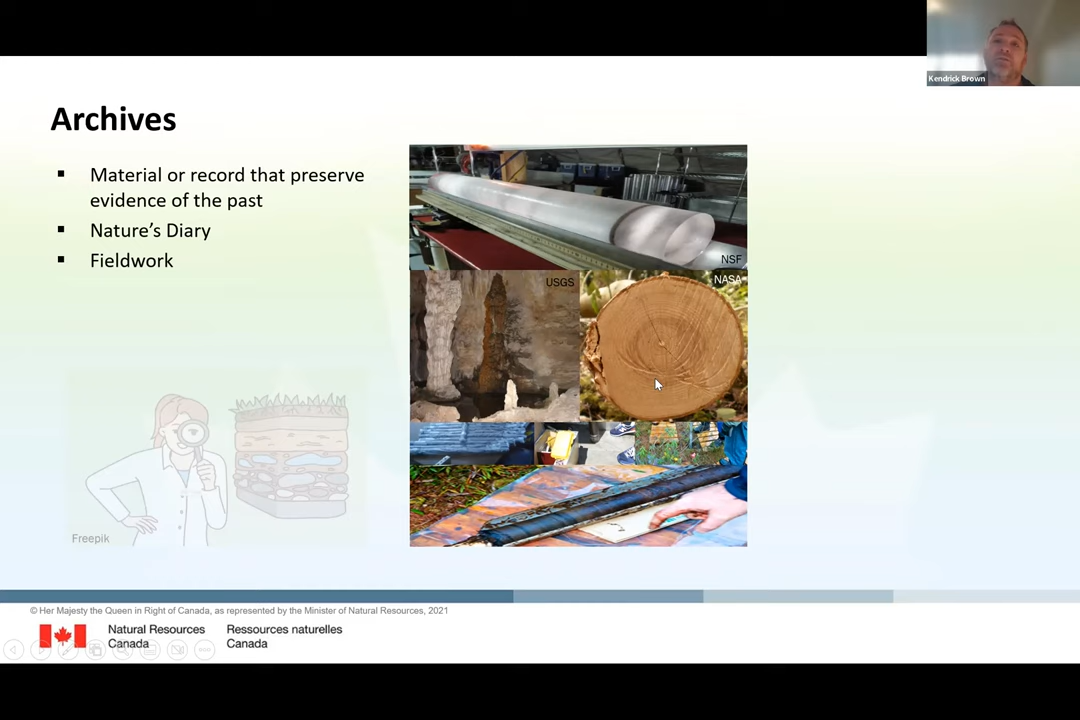 Kendrick Brown
Archives
Material or record that preserve
evidence of the past
Nature's Diary
Fieldwork
NSF
USGS
NASA
Freepik
© Her Majesty the Queen in Right of Canada, as represented by the Minister of Natural Resources, 2021
Natural Resources
Canada
Ressources naturelles
Canada